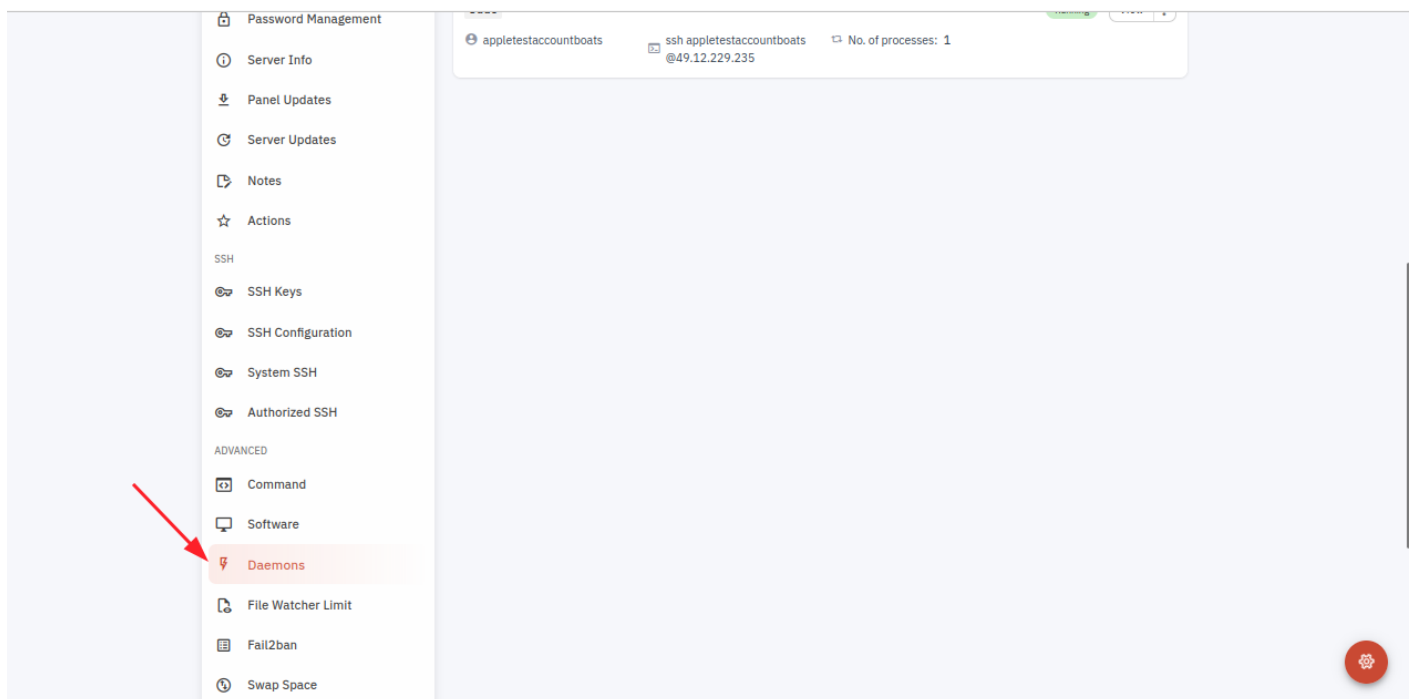 Password Management
Server Info
Panel Updates
Server Updates
Notes
Actions
SSH
SSH Keys
SSH Configuration
System SSH
Authorized SSH
ADVANCED
Command
Software
Daemons
File Watcher Limit
Fail2ban
Swap Space
appletestaccountboats
ssh appletestaccountboats
@49.12.229.235
No. of processes: 1